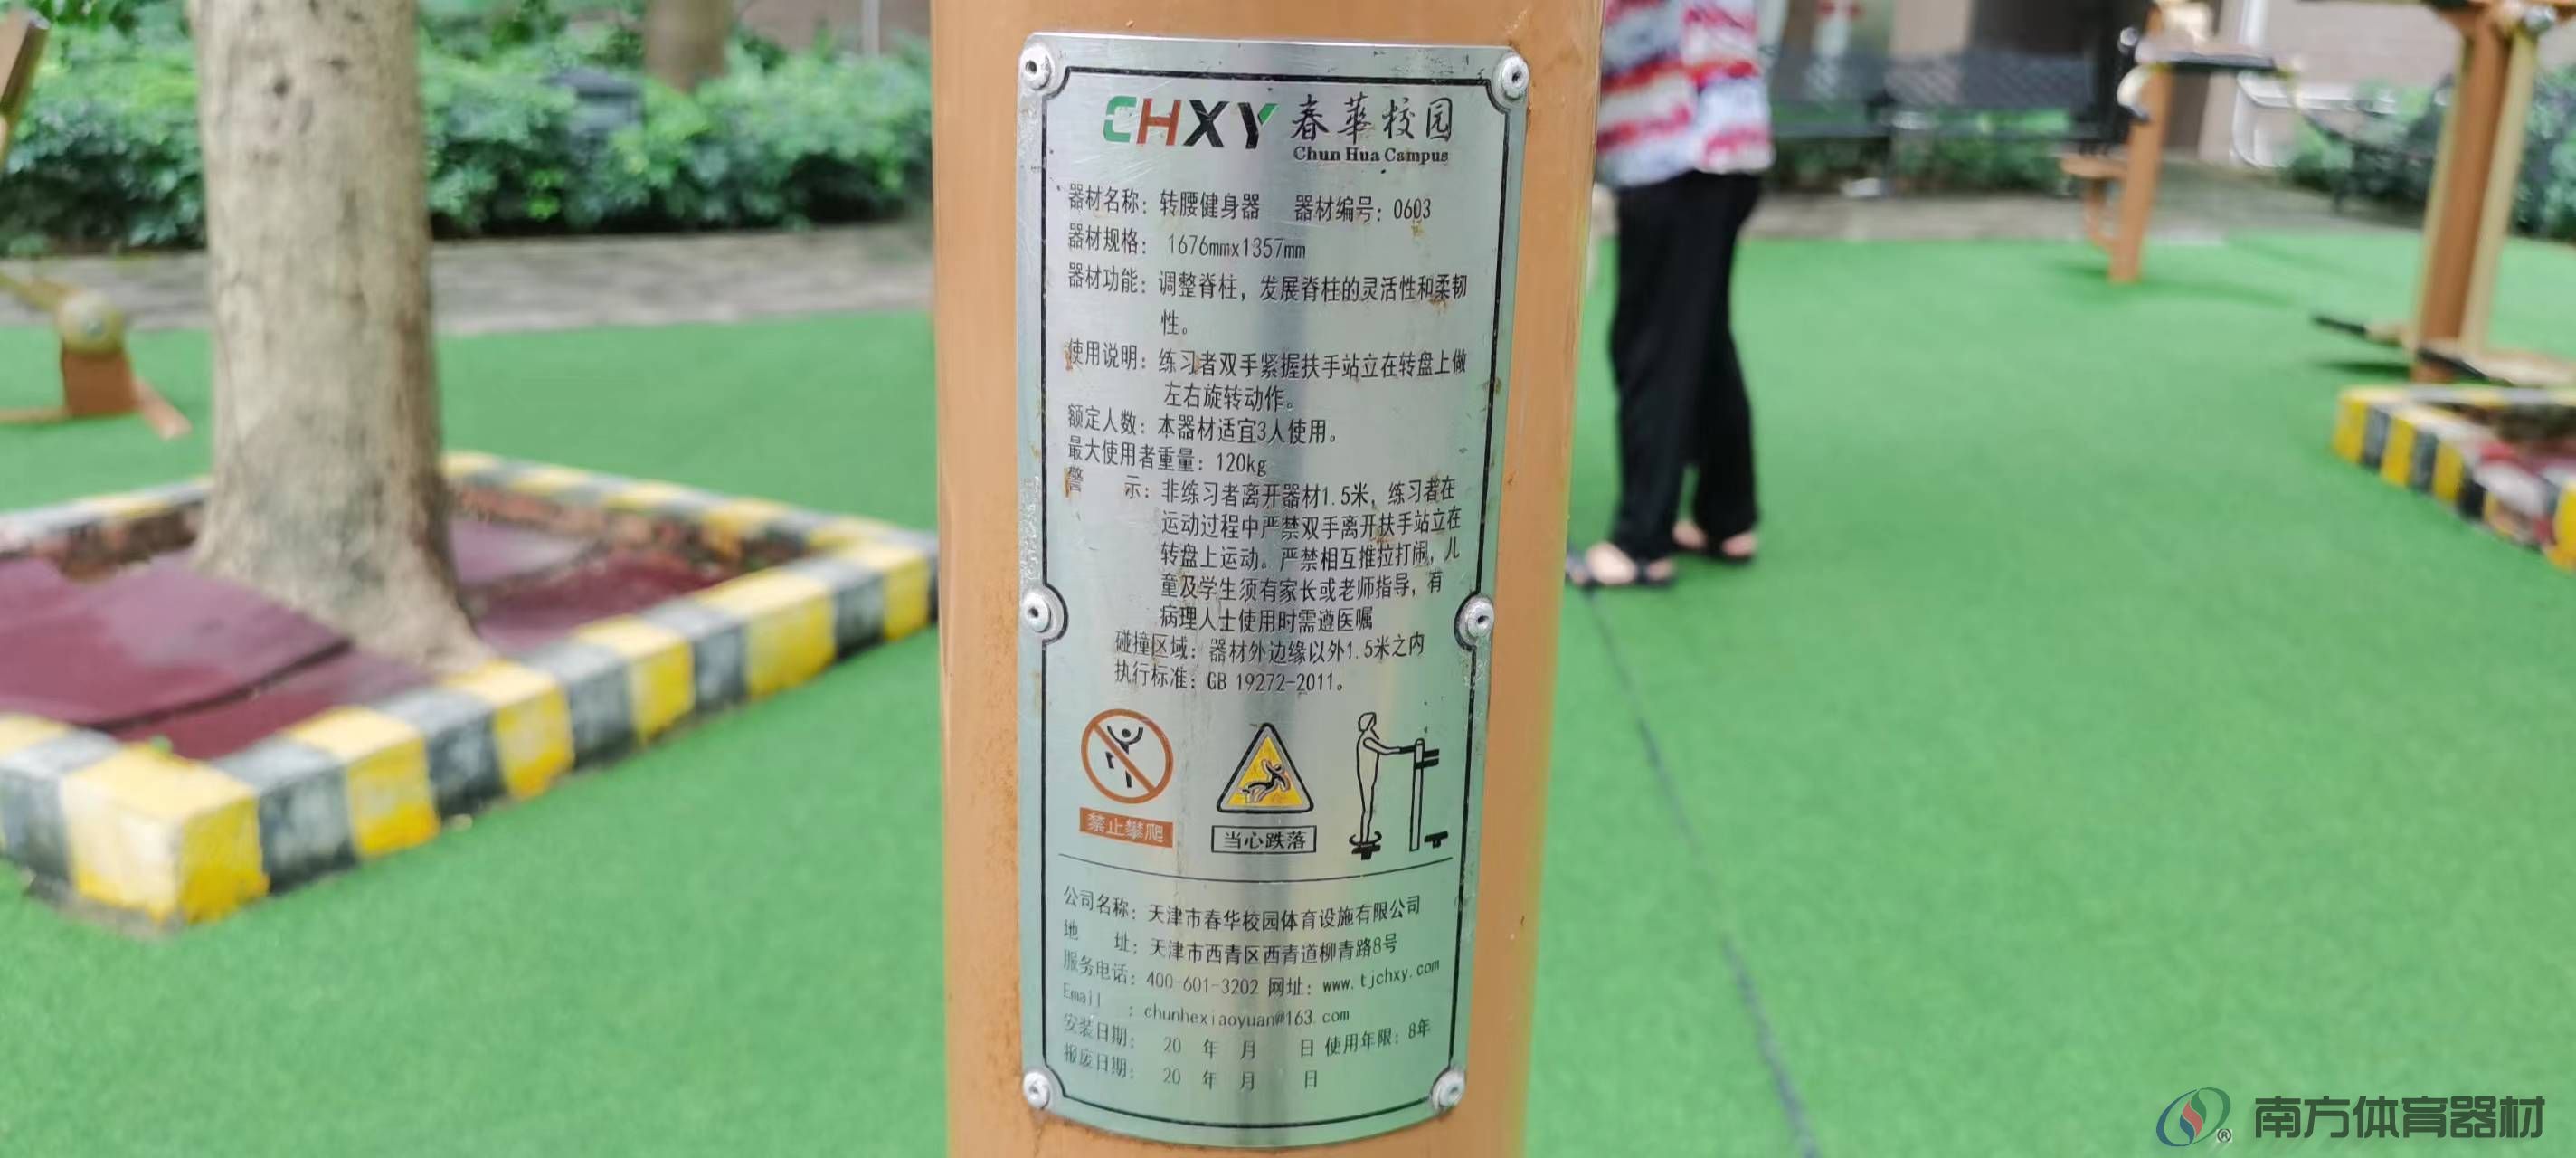 CHXY 春華校园
Chun Hua Campus
器材名称：转腰健身器 器材编号：0603
器材规格：1676mmx1357mm
器材功能：调整脊柱，发展脊柱的灵活性和柔韧
性。
使用说明：练习者双手紧握扶手站立在转盘上做
左右旋转动作。
额定人数：本器材适宜3人使用。
最大使用者重量：120kg
警 示：非练习者离开器材1.5米，练习者在
运动过程中严禁双手离开扶手站立在
转盘上运动。严禁相互推拉打闹，儿
童及学生须有家长或老师指导，有
病理人士使用时需遵医嘱
碰撞区域：器材外边缘以外1.5米之内
执行标准：GB 19272-2011。
禁止攀爬
当心跌落
公司名称：天津市春华校园体育设施有限公司
地 址：天津市西青区西青道柳青路8号
服务电话：400-601-3202 网址：www.tjchxy.com
Email ：chunhexiaoyuan@163.com
安装日期： 20 年 月 日 使用年限：8年
报废日期： 20 年 月 日
® 南方体育器材